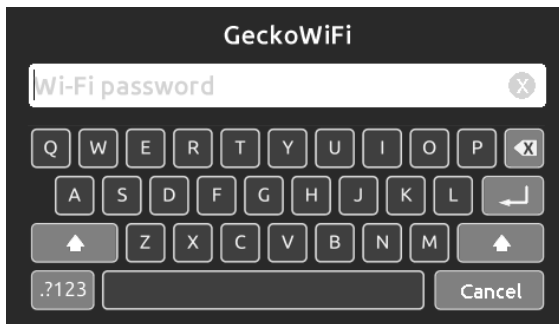 GeckoWiFi
Wi-Fi password
Q W E R T Y U I O P
A S D F G H J K L
Z X C V B N M
.?123 Cancel